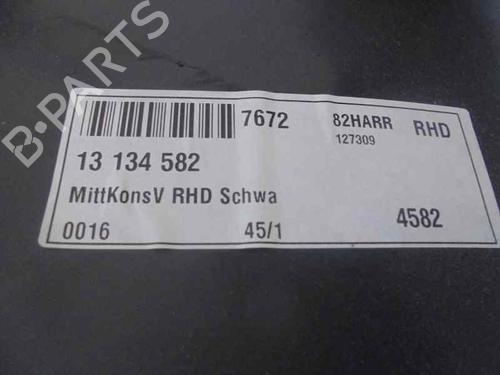 B-PARTS
7672 82HARR RHD
127309
13 134 582
MittKonsV RHD Schwa
0016 45/1 4582